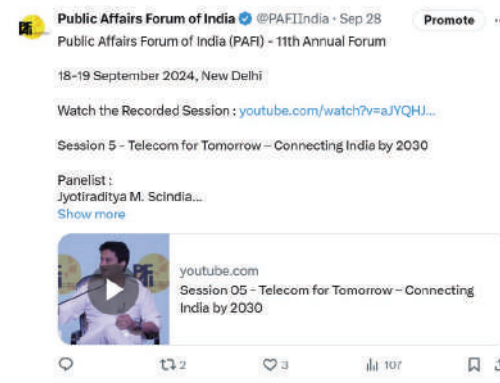 Public Affairs Forum of India @PAFIIndia · Sep 28 Promote
Public Affairs Forum of India (PAFI) - 11th Annual Forum
18-19 September 2024, New Delhi
Watch the Recorded Session : youtube.com/watch?v=aJYQHJ...
Session 5 - Telecom for Tomorrow – Connecting India by 2030
Panelist :
Jyotiraditya M. Scindia...
Show more
youtube.com
Session 05 - Telecom for Tomorrow – Connecting
India by 2030
2 3 107